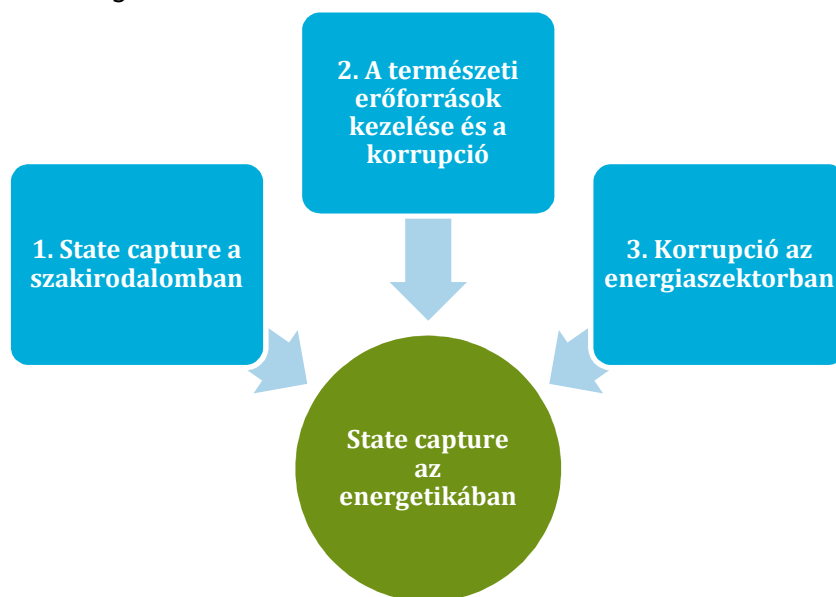 1. State capture a
szakirodalomban
2. A természeti
erőforrások
kezelése és a
korrupció
3. Korrupció az
energiaszektorban
State capture
az
energetikában